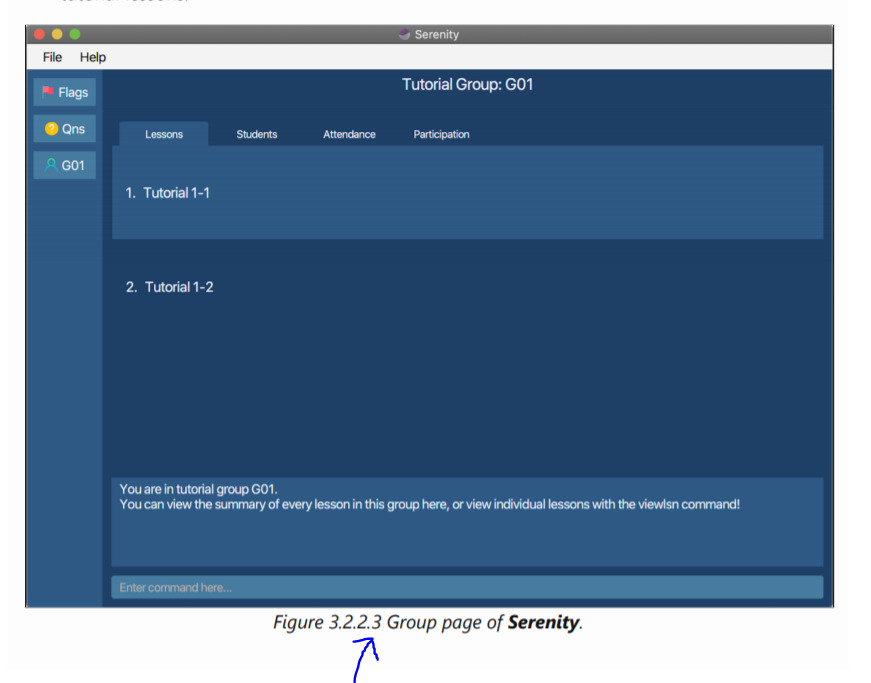 tutorial lessons.
Serenity
File Help
Tutorial Group: G01
Flags
Qns
G01
Lessons Students Attendance Participation
1. Tutorial 1-1
2. Tutorial 1-2
You are in tutorial group G01.
You can view the summary of every lesson in this group here, or view individual lessons with the viewlsn command!
Enter command here...
Figure 3.2.2.3 Group page of Serenity.